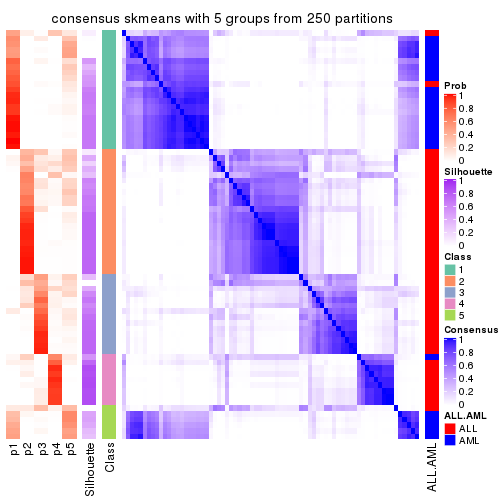 consensus skmeans with 5 groups from 250 partitions
p1
p2
p3
p4
p5
Silhouette
Class
ALL.AML
Prob
1
0.8
0.6
0.4
0.2
0
Silhouette
1
0.8
0.6
0.4
0.2
0
Class
1
2
3
4
5
Consensus
1
0.8
0.6
0.4
0.2
0
ALL.AML
ALL
AML